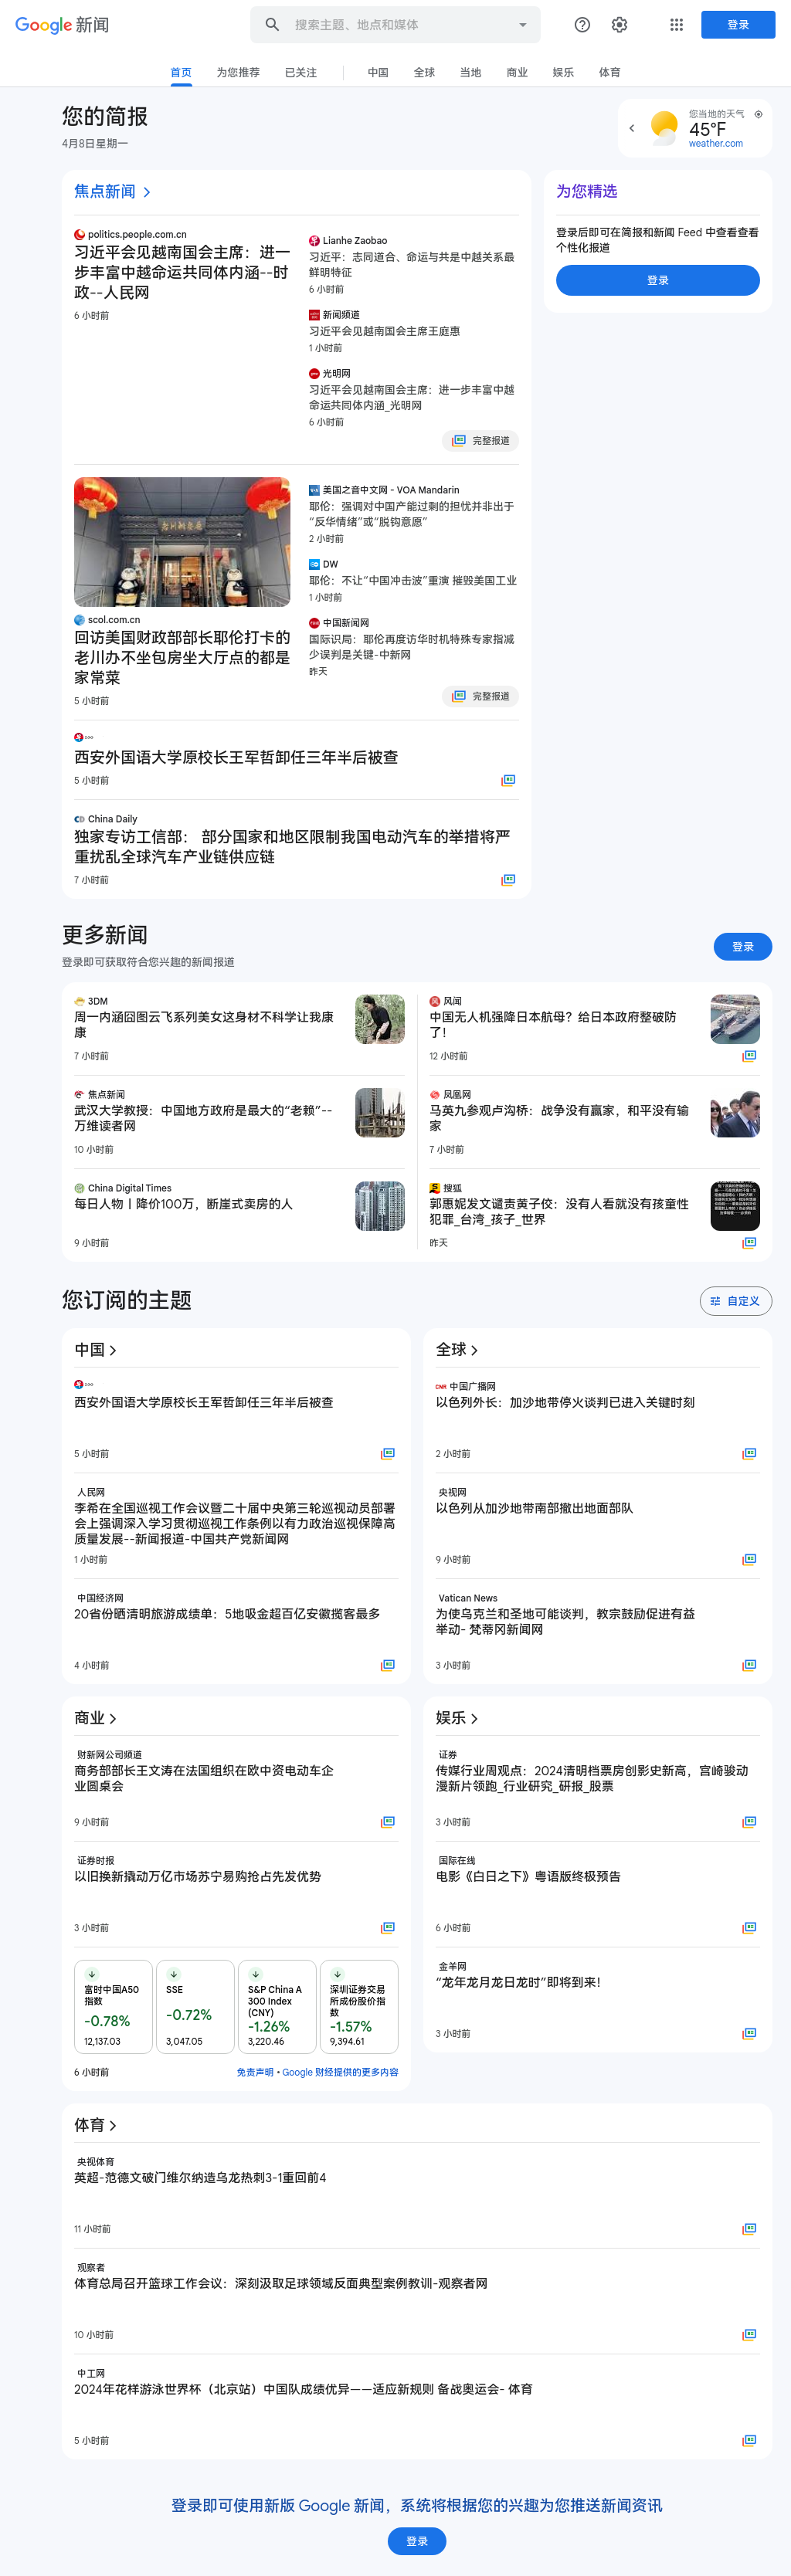 Google 新闻
搜索主题、地点和媒体
登录
首页 为您推荐 已关注 中国 全球 当地 商业 娱乐 体育
您的简报
4月8日星期一
您当地的天气
45°F
weather.com
焦点新闻
politics.people.com.cn
习近平会见越南国会主席：进一
步丰富中越命运共同体内涵--时
政--人民网
6 小时前
Lianhe Zaobao
习近平：志同道合、命运与共是中越关系最
鲜明特征
6 小时前
新闻频道
习近平会见越南国会主席王庭惠
1 小时前
光明网
习近平会见越南国会主席：进一步丰富中越
命运共同体内涵_光明网
6 小时前
完整报道
为您精选
登录后即可在简报和新闻 Feed 中查看查看
个性化报道
登录
scol.com.cn
回访美国财政部部长耶伦打卡的
老川办不坐包房坐大厅点的都是
家常菜
5 小时前
美国之音中文网 - VOA Mandarin
耶伦：强调对中国产能过剩的担忧并非出于
“反华情绪”或“脱钩意愿”
2 小时前
DW
耶伦：不让“中国冲击波”重演 摧毁美国工业
1 小时前
中国新闻网
国际识局：耶伦再度访华时机特殊专家指减
少误判是关键-中新网
昨天
完整报道
西安外国语大学原校长王军哲卸任三年半后被查
5 小时前
China Daily
独家专访工信部： 部分国家和地区限制我国电动汽车的举措将严
重扰乱全球汽车产业链供应链
7 小时前
更多新闻
登录即可获取符合您兴趣的新闻报道
登录
3DM
周一内涵囧图云飞系列美女这身材不科学让我康
康
7 小时前
风闻
中国无人机强降日本航母？给日本政府整破防
了！
12 小时前
焦点新闻
武汉大学教授：中国地方政府是最大的“老赖”--
万维读者网
10 小时前
凤凰网
马英九参观卢沟桥：战争没有赢家，和平没有输
家
7 小时前
China Digital Times
每日人物丨降价100万，断崖式卖房的人
9 小时前
搜狐
郭惠妮发文谴责黄子佼：没有人看就没有孩童性
犯罪_台湾_孩子_世界
昨天
您订阅的主题
自定义
中国
西安外国语大学原校长王军哲卸任三年半后被查
5 小时前
人民网
李希在全国巡视工作会议暨二十届中央第三轮巡视动员部署
会上强调深入学习贯彻巡视工作条例以有力政治巡视保障高
质量发展--新闻报道-中国共产党新闻网
1 小时前
中国经济网
20省份晒清明旅游成绩单：5地吸金超百亿安徽揽客最多
4 小时前
全球
中国广播网
以色列外长：加沙地带停火谈判已进入关键时刻
2 小时前
央视网
以色列从加沙地带南部撤出地面部队
9 小时前
Vatican News
为使乌克兰和圣地可能谈判，教宗鼓励促进有益
举动- 梵蒂冈新闻网
3 小时前
商业
财新网公司频道
商务部部长王文涛在法国组织在欧中资电动车企
业圆桌会
9 小时前
证券时报
以旧换新撬动万亿市场苏宁易购抢占先发优势
3 小时前
富时中国A50
指数
-0.78%
12,137.03
SSE
-0.72%
3,047.05
S&P China A
300 Index
(CNY)
-1.26%
3,220.46
深圳证券交易
所成份股价指
数
-1.57%
9,394.61
6 小时前
免责声明 • Google 财经提供的更多内容
娱乐
证券
传媒行业周观点：2024清明档票房创影史新高，宫崎骏动
漫新片领跑_行业研究_研报_股票
3 小时前
国际在线
电影《白日之下》粤语版终极预告
6 小时前
金羊网
“龙年龙月龙日龙时”即将到来！
3 小时前
体育
央视体育
英超-范德文破门维尔纳造乌龙热刺3-1重回前4
11 小时前
观察者
体育总局召开篮球工作会议：深刻汲取足球领域反面典型案例教训-观察者网
10 小时前
中工网
2024年花样游泳世界杯（北京站）中国队成绩优异——适应新规则 备战奥运会- 体育
5 小时前
登录即可使用新版 Google 新闻，系统将根据您的兴趣为您推送新闻资讯
登录